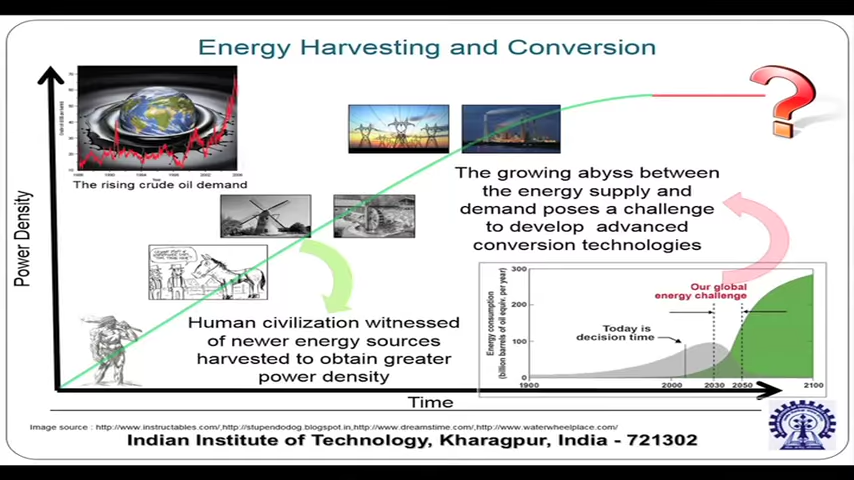 Energy Harvesting and Conversion
The rising crude oil demand
Power Density
The growing abyss between
the energy supply and
demand poses a challenge
to develop advanced
conversion technologies
Human civilization witnessed
of newer energy sources
harvested to obtain greater
power density
Energy consumption
(billion barrels of oil equiv. per year)
300
200
100
0
Our global
energy challenge
Today is
decision time
1900
2000
2030
2050
2100
Time
Image source : http://www.instructables.com/,http://stupendodog.blogspot.in,http://www.dreamstime.com/,http://www.waterwheelplace.com/
Indian Institute of Technology, Kharagpur, India - 721302